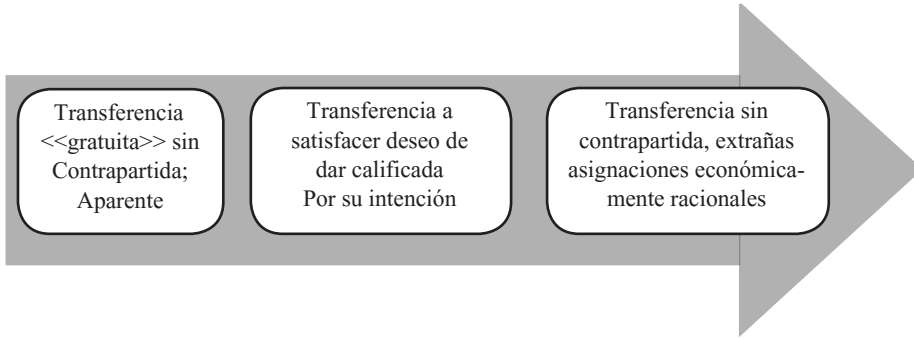 Transferencia
<<gratuita>> sin
Contrapartida;
Aparente
Transferencia a
satisfacer deseo de
dar calificada
Por su intención
Transferencia sin
contrapartida, extrañas
asignaciones económica-
mente racionales